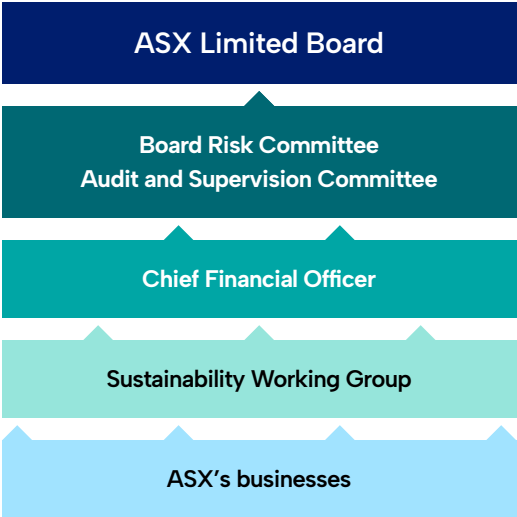 ASX Limited Board
Board Risk Committee
Audit and Supervision Committee
Chief Financial Officer
Sustainability Working Group
ASX’s businesses